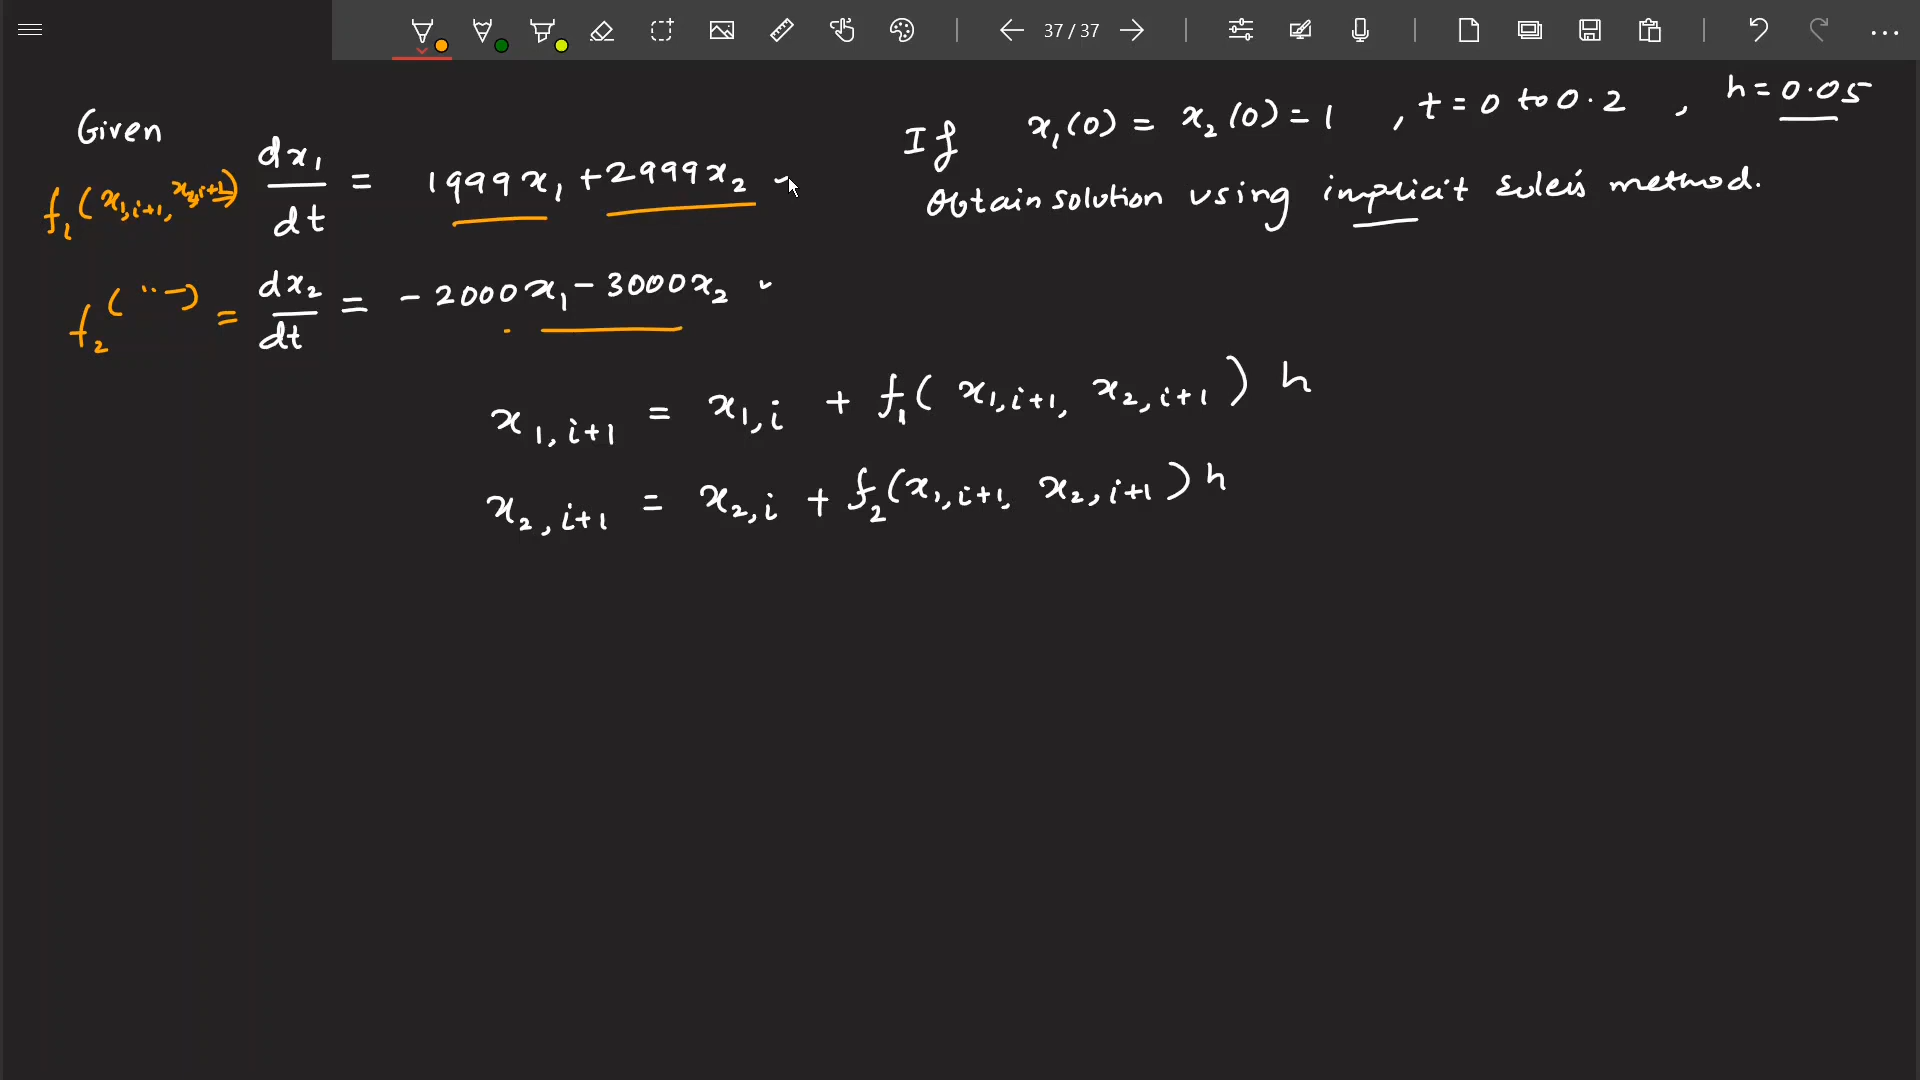 37 / 37
Given
dx₁/dt = 1999x₁ + 2999x₂
f₁(x₁,ᵢ₊₁, x₂,ᵢ₊₁)
f₂( " — ) = dx₂/dt = - 2000x₁ - 3000x₂
If x₁(0) = x₂(0) = 1 , t = 0 to 0.2 , h = 0.05
Obtain solution using implicit Euler's method.
x₁,ᵢ₊₁ = x₁,ᵢ + f₁( x₁,ᵢ₊₁, x₂,ᵢ₊₁ ) h
x₂,ᵢ₊₁ = x₂,ᵢ + f₂(x₁,ᵢ₊₁, x₂,ᵢ₊₁ ) h